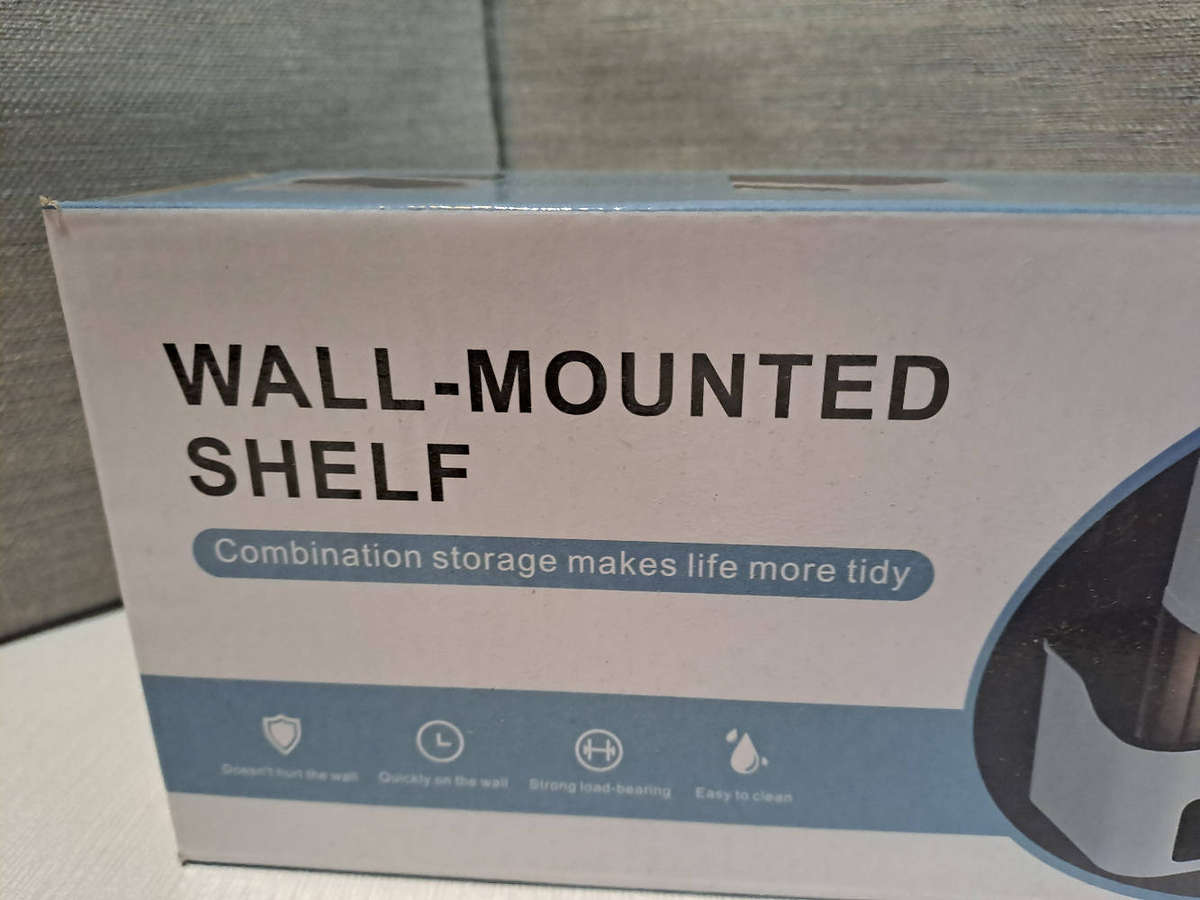 WALL-MOUNTED
SHELF
Combination storage makes life more tidy
Doesn't hurt the wall Quickly on the wall Strong load-bearing Easy to clean